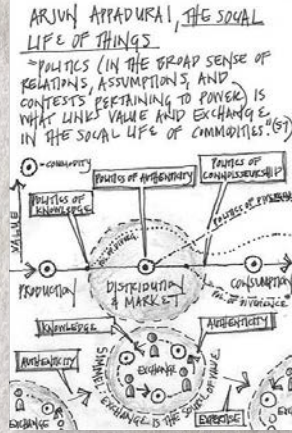 ARJUN APPADURAI, THE SOCIAL
LIFE OF THINGS
"POLITICS (IN THE BROAD SENSE OF
RELATIONS, ASSUMPTIONS, AND
CONTESTS PERTAINING TO POWER) IS
WHAT LINKS VALUE AND EXCHANGE
IN THE SOCIAL LIFE OF COMMODITIES." (57)
= COMMODITY
POLITICS OF AUTHENTICITY
POLITICS OF
CONNOISSEURSHIP
POLITICS OF
KNOWLEDGE
POLITICS OF
VALUE
PRODUCTION
DISTRIBUTION
& MARKET
CONSUMPTION
KNOWLEDGE
AUTHENTICITY
AUTHENTICITY
EXCHANGE
SIMMEL: EXCHANGE IS THE SOURCE OF VALUE
EXPERTISE
EXCHANGE